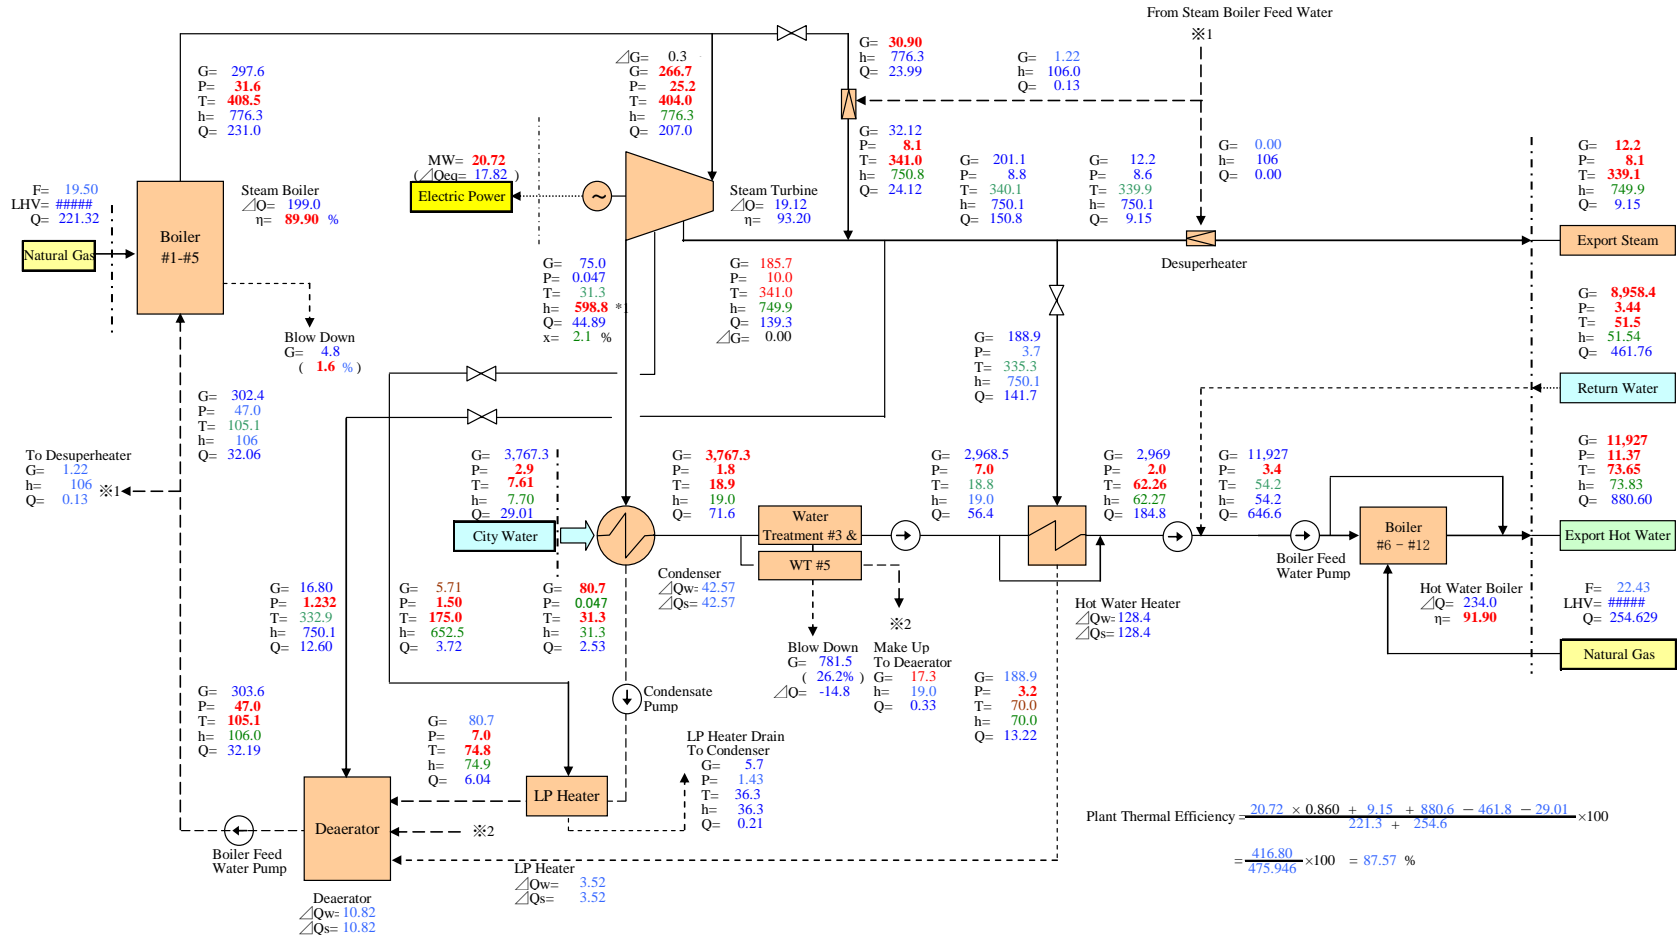 From Steam Boiler Feed Water
※1
G= 297.6
P= 31.6
T= 408.5
h= 776.3
Q= 231.0
⊿G= 0.3
G= 266.7
P= 25.2
T= 404.0
h= 776.3
Q= 207.0
G= 30.90
h= 776.3
Q= 23.99
G= 1.22
h= 106.0
Q= 0.13
F= 19.50
LHV= #####
Q= 221.32
Natural Gas
Boiler
#1-#5
Steam Boiler
⊿Q= 199.0
η= 89.90 %
MW= 20.72
(⊿Qeq= 17.82 )
Electric Power
~
Steam Turbine
⊿Q= 19.12
η= 93.20
G= 32.12
P= 8.1
T= 341.0
h= 750.8
Q= 24.12
G= 201.1
P= 8.8
T= 340.1
h= 750.1
Q= 150.8
G= 12.2
P= 8.6
T= 339.9
h= 750.1
Q= 9.15
G= 0.00
h= 106
Q= 0.00
G= 12.2
P= 8.1
T= 339.1
h= 749.9
Q= 9.15
Export Steam
Desuperheater
Blow Down
G= 4.8
( 1.6 % )
G= 75.0
P= 0.047
T= 31.3
h= 598.8 *1
Q= 44.89
x= 2.1 %
G= 185.7
P= 10.0
T= 341.0
h= 749.9
Q= 139.3
⊿G= 0.00
G= 188.9
P= 3.7
T= 335.3
h= 750.1
Q= 141.7
G= 8,958.4
P= 3.44
T= 51.5
h= 51.54
Q= 461.76
Return Water
G= 302.4
P= 47.0
T= 105.1
h= 106
Q= 32.06
To Desuperheater
G= 1.22
h= 106 ※1
Q= 0.13
G= 3,767.3
P= 2.9
T= 7.61
h= 7.70
Q= 29.01
City Water
G= 3,767.3
P= 1.8
T= 18.9
h= 19.0
Q= 71.6
Water
Treatment #3 &
WT #5
G= 2,968.5
P= 7.0
T= 18.8
h= 19.0
Q= 56.4
G= 2,969
P= 2.0
T= 62.26
h= 62.27
Q= 184.8
G= 11,927
P= 3.4
T= 54.2
h= 54.2
Q= 646.6
Boiler Feed
Water Pump
Boiler
#6 - #12
G= 11,927
P= 11.37
T= 73.65
h= 73.83
Q= 880.60
Export Hot Water
Hot Water Boiler
⊿Q= 234.0
η= 91.90
F= 22.43
LHV= #####
Q= 254.629
Natural Gas
Condenser
⊿Qw= 42.57
⊿Qs= 42.57
Hot Water Heater
⊿Qw= 128.4
⊿Qs= 128.4
G= 16.80
P= 1.232
T= 332.9
h= 750.1
Q= 12.60
G= 5.71
P= 1.50
T= 175.0
h= 652.5
Q= 3.72
G= 80.7
P= 0.047
T= 31.3
h= 31.3
Q= 2.53
Blow Down
G= 781.5
( 26.2% )
⊿Q= -14.8
※2
Make Up
To Deaerator
G= 17.3
h= 19.0
Q= 0.33
G= 188.9
P= 3.2
T= 70.0
h= 70.0
Q= 13.22
G= 303.6
P= 47.0
T= 105.1
h= 106.0
Q= 32.19
Condensate
Pump
G= 80.7
P= 7.0
T= 74.8
h= 74.9
Q= 6.04
LP Heater
LP Heater Drain
To Condenser
G= 5.7
P= 1.43
T= 36.3
h= 36.3
Q= 0.21
Deaerator
※2
Boiler Feed
Water Pump
LP Heater
⊿Qw= 3.52
⊿Qs= 3.52
Deaerator
⊿Qw= 10.82
⊿Qs= 10.82
Plant Thermal Efficiency = 20.72 × 0.860 + 9.15 + 880.6 − 461.8 − 29.01 ×100
221.3 + 254.6
= 416.80 ×100 = 87.57 %
475.946